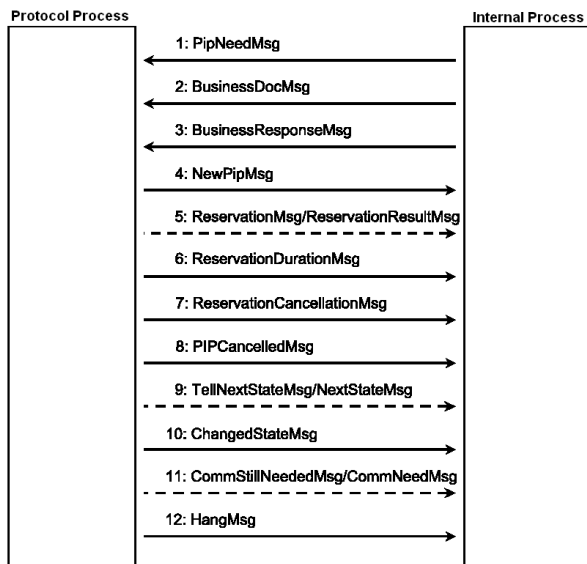 Protocol Process
Internal Process
1: PipNeedMsg
2: BusinessDocMsg
3: BusinessResponseMsg
4: NewPipMsg
5: ReservationMsg/ReservationResultMsg
6: ReservationDurationMsg
7: ReservationCancellationMsg
8: PIPCancelledMsg
9: TellNextStateMsg/NextStateMsg
10: ChangedStateMsg
11: CommStillNeededMsg/CommNeedMsg
12: HangMsg